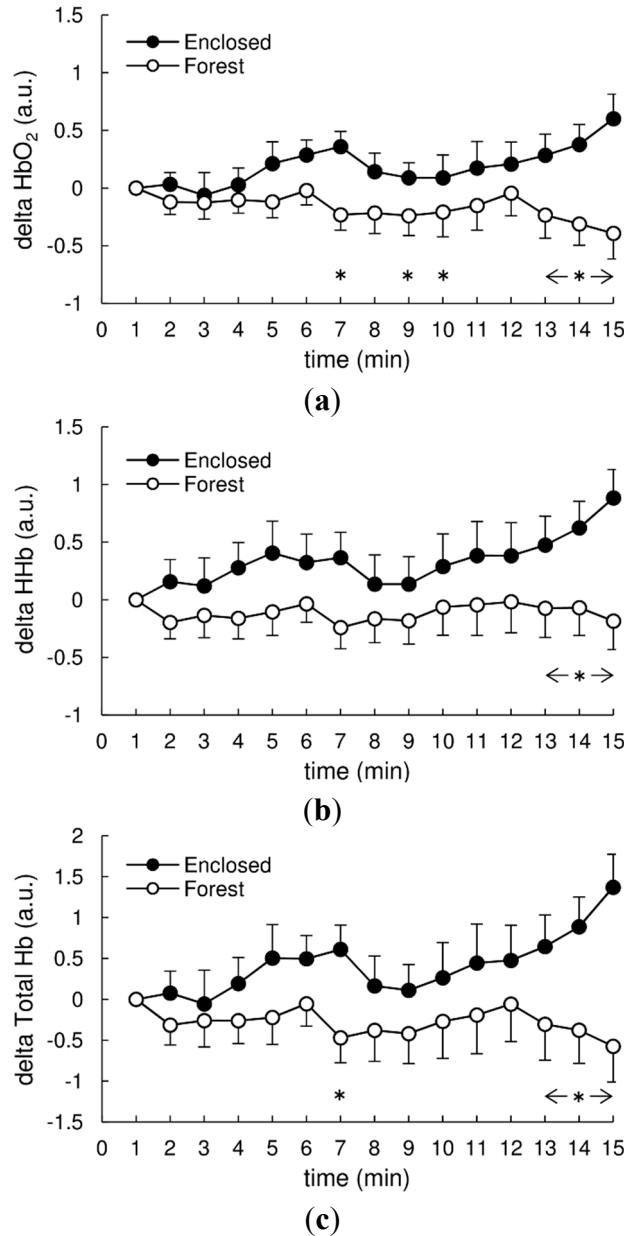 1.5
1
0.5
0
-0.5
-1
delta HbO2 (a.u.)
Enclosed
Forest
* * * ←*→
0 1 2 3 4 5 6 7 8 9 10 11 12 13 14 15
time (min)
(a)
1.5
1
0.5
0
-0.5
-1
delta HHb (a.u.)
Enclosed
Forest
←*→
0 1 2 3 4 5 6 7 8 9 10 11 12 13 14 15
time (min)
(b)
2
1.5
1
0.5
0
-0.5
-1
-1.5
delta Total Hb (a.u.)
Enclosed
Forest
* ←*→
0 1 2 3 4 5 6 7 8 9 10 11 12 13 14 15
time (min)
(c)